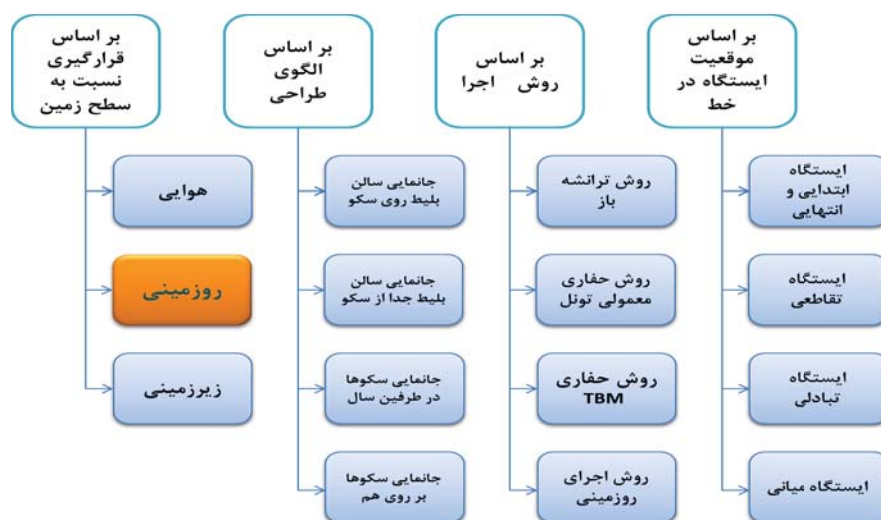 بر اساس
موقعیت
ایستگاه در
خط
ایستگاه
ابتدایی و
انتهایی
ایستگاه
تقاطعی
ایستگاه
تبادلی
ایستگاه میانی
بر اساس
روش اجرا
روش ترانشه
باز
روش حفاری
معمولی تونل
روش حفاری
TBM
روش اجرای
روزمینی
بر اساس
الگوی
طراحی
جانمایی سالن
بلیط روی سکو
جانمایی سالن
بلیط جدا از سکو
جانمایی سکوها
در طرفین سال
جانمایی سکوها
بر روی هم
بر اساس
قرارگیری
نسبت به
سطح زمین
هوایی
روزمینی
زیرزمینی